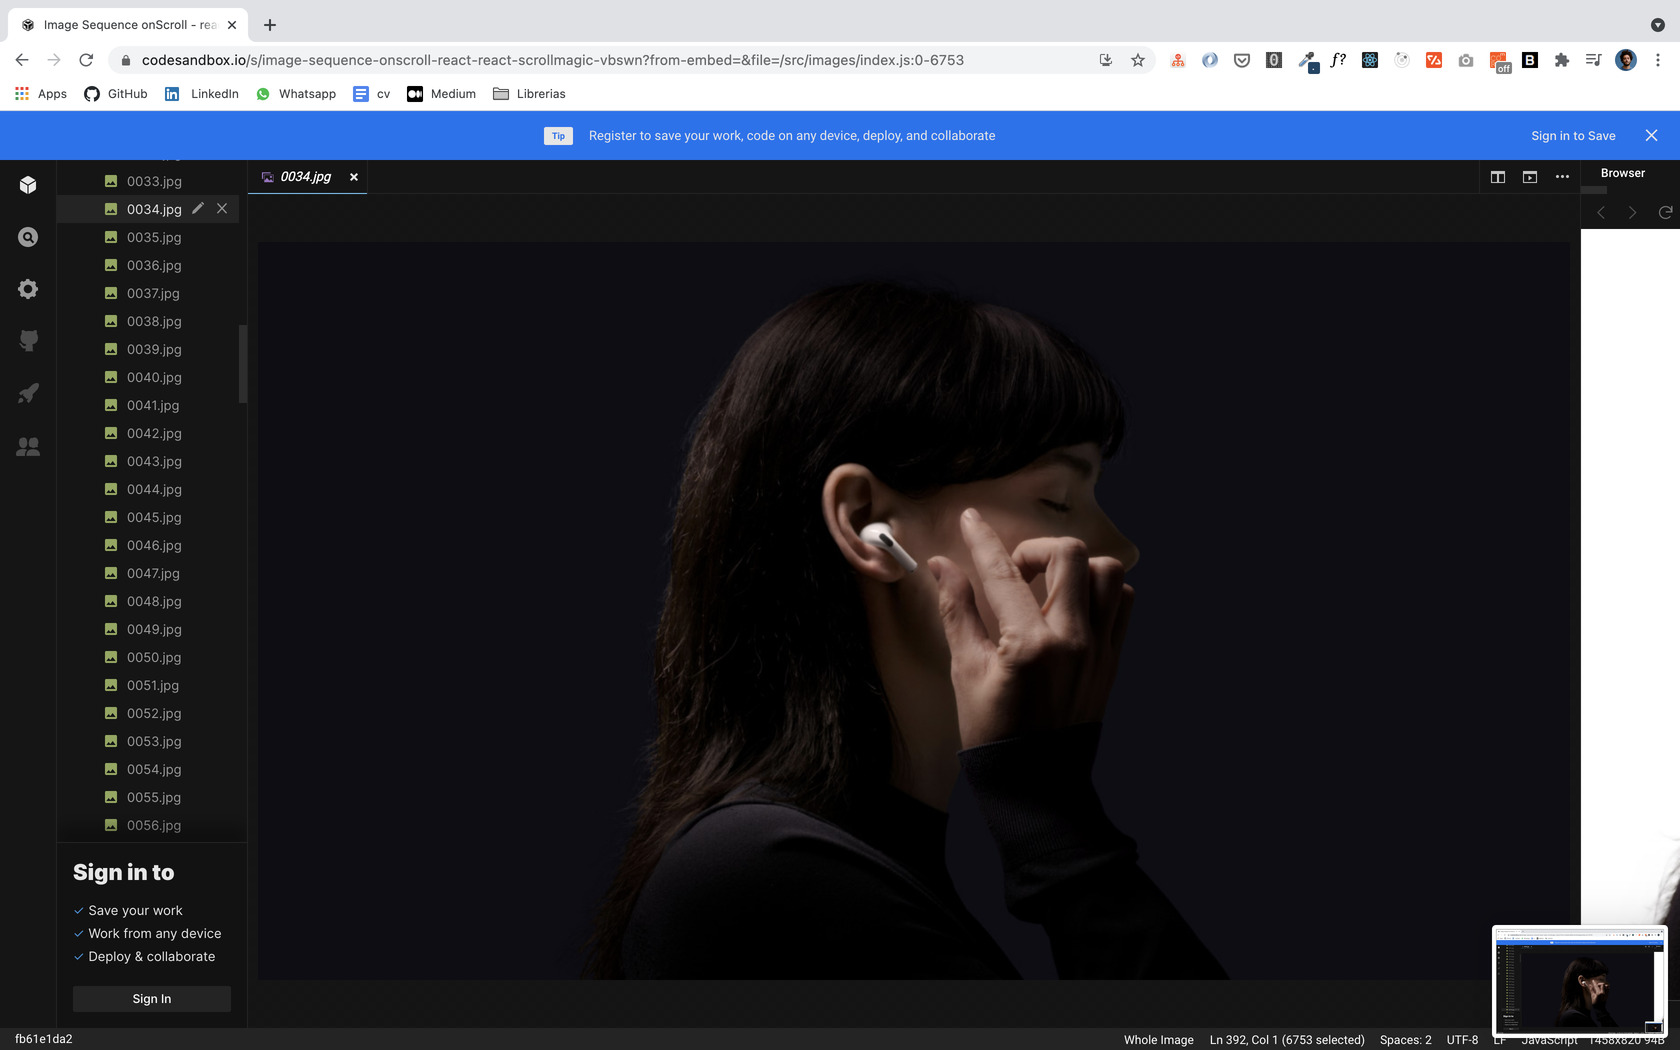 Image Sequence onScroll - rea
codesandbox.io/s/image-sequence-onscroll-react-react-scrollmagic-vbswn?from-embed=&file=/src/images/index.js:0-6753
f?
off
B
Apps GitHub LinkedIn Whatsapp cv Medium Librerias
Tip Register to save your work, code on any device, deploy, and collaborate Sign in to Save
0034.jpg
Browser
0033.jpg
0034.jpg
0035.jpg
0036.jpg
0037.jpg
0038.jpg
0039.jpg
0040.jpg
0041.jpg
0042.jpg
0043.jpg
0044.jpg
0045.jpg
0046.jpg
0047.jpg
0048.jpg
0049.jpg
0050.jpg
0051.jpg
0052.jpg
0053.jpg
0054.jpg
0055.jpg
0056.jpg
Sign in to
Save your work
Work from any device
Deploy & collaborate
Sign In
fb61e1da2 Whole Image Ln 392, Col 1 (6753 selected) Spaces: 2 UTF-8 LF JavaScript 1458x820 94B